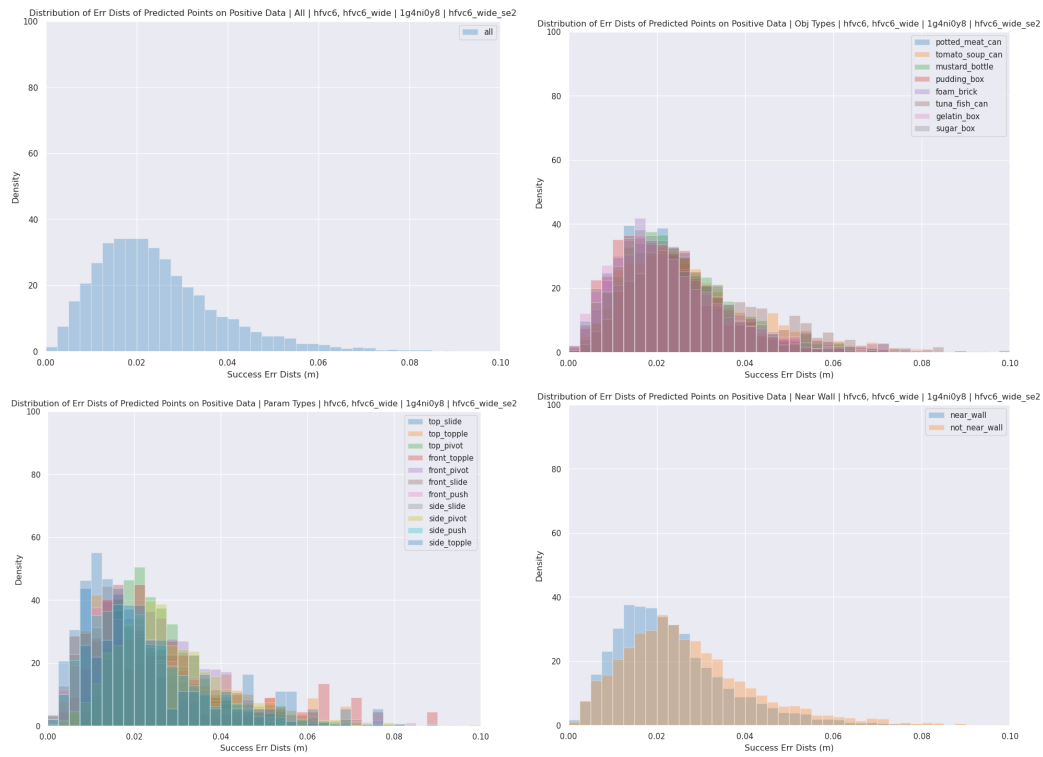 Distribution of Err Dists of Predicted Points on Positive Data | All | hfvc6, hfvc6_wide | 1g4ni0y8 | hfvc6_wide_se2
100
80
60
40
20
0
Density
all
0.00 0.02 0.04 0.06 0.08 0.10
Success Err Dists (m)
Distribution of Err Dists of Predicted Points on Positive Data | Obj Types | hfvc6, hfvc6_wide | 1g4ni0y8 | hfvc6_wide_se2
100
80
60
40
20
0
Density
potted_meat_can
tomato_soup_can
mustard_bottle
pudding_box
foam_brick
tuna_fish_can
gelatin_box
sugar_box
0.00 0.02 0.04 0.06 0.08 0.10
Success Err Dists (m)
Distribution of Err Dists of Predicted Points on Positive Data | Param Types | hfvc6, hfvc6_wide | 1g4ni0y8 | hfvc6_wide_se2
100
80
60
40
20
0
Density
top_slide
top_topple
top_pivot
front_topple
front_pivot
front_slide
front_push
side_slide
side_pivot
side_push
side_topple
0.00 0.02 0.04 0.06 0.08 0.10
Success Err Dists (m)
Distribution of Err Dists of Predicted Points on Positive Data | Near Wall | hfvc6, hfvc6_wide | 1g4ni0y8 | hfvc6_wide_se2
100
80
60
40
20
0
Density
near_wall
not_near_wall
0.00 0.02 0.04 0.06 0.08 0.10
Success Err Dists (m)